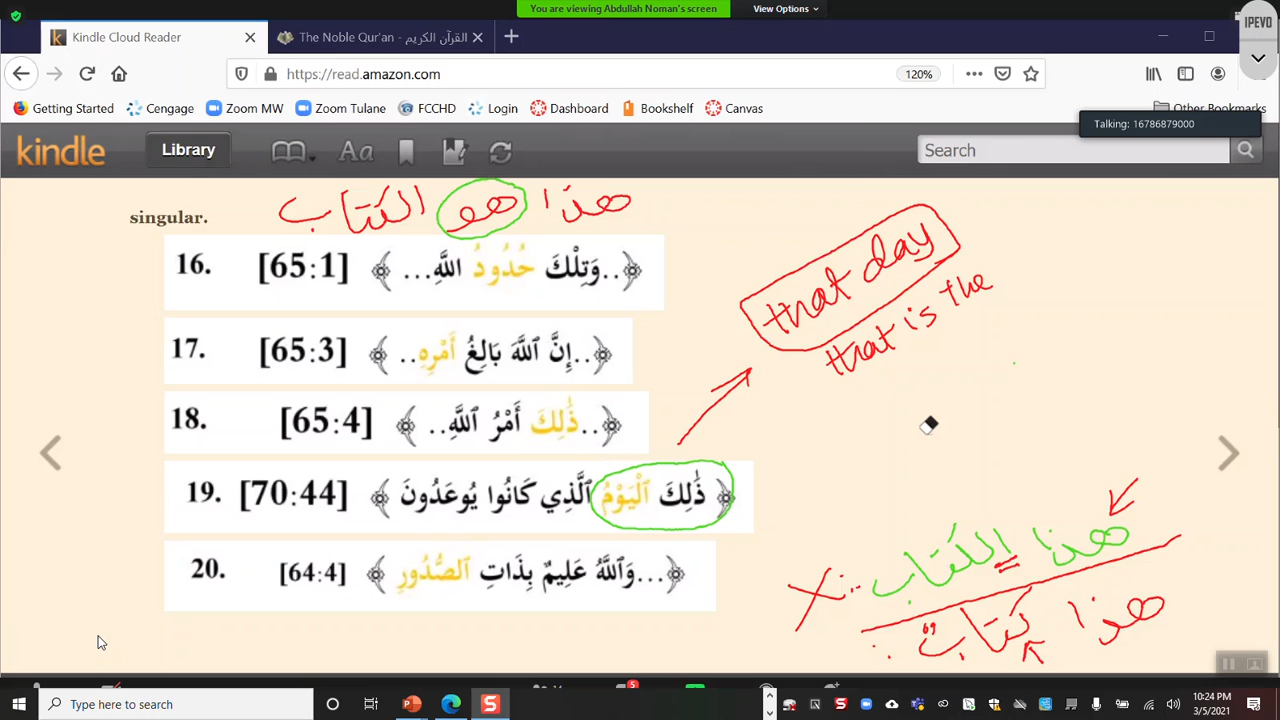 You are viewing Abdullah Noman's screen
View Options
IPEVO
Kindle Cloud Reader
The Noble Qur'an - القرآن الكريم
https://read.amazon.com
120%
Getting Started
Cengage
Zoom MW
Zoom Tulane
FCCHD
Login
Dashboard
Bookshelf
Canvas
Other Bookmarks
Talking: 16786879000
kindle
Library
Aa
Search
singular.
هذا هو الكتاب
16. [65:1] ﴿..وَتِلْكَ حُدُودُ اللَّهِ... ﴾
that day
that is the
17. [65:3] ﴿..إِنَّ ٱللَّهَ بَالِغُ أَمْرِهِ.. ﴾
18. [65:4] ﴿..ذَٰلِكَ أَمْرُ ٱللَّهِ.. ﴾
19. [70:44] ﴿ ذَٰلِكَ ٱلْيَوْمُ ٱلَّذِي كَانُوا يُوعَدُونَ ﴾
20. [64:4] ﴿...وَٱللَّهُ عَلِيمٌ بِذَاتِ ٱلصُّدُورِ ﴾
هذا الكتاب
هذا كتابٌ
Type here to search
5
10:24 PM
3/5/2021